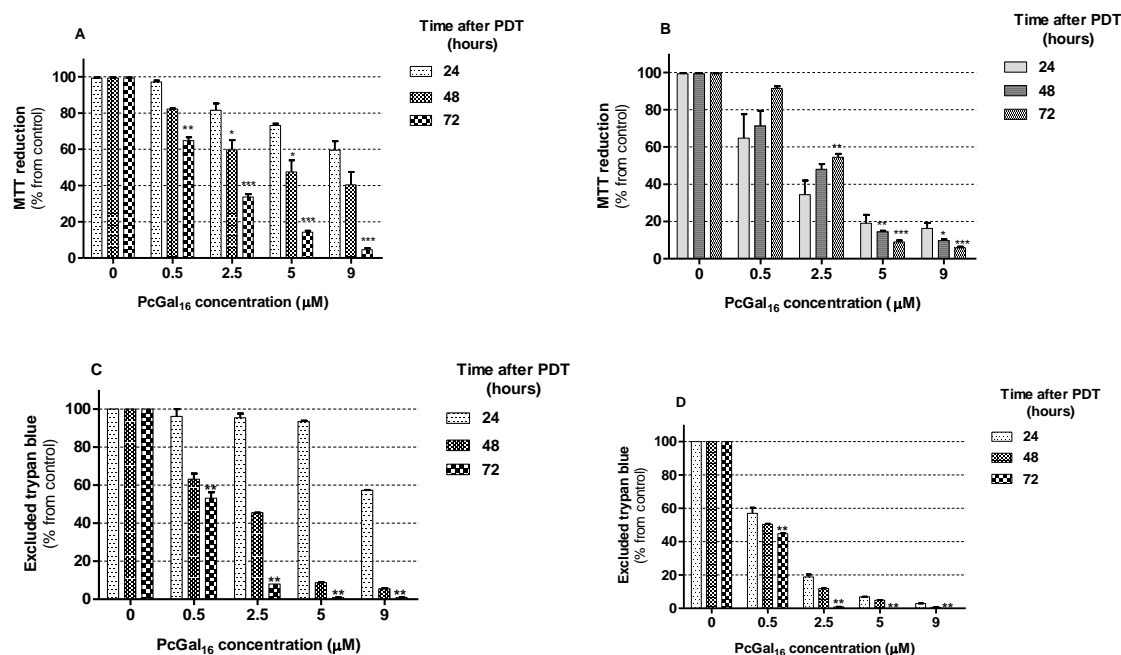 A
Time after PDT
(hours)
24
48
72
MTT reduction
(% from control)
100
80
60
40
20
0
**
*
***
*
***
***
0 0.5 2.5 5 9
PcGal16 concentration (μM)
B
Time after PDT
(hours)
24
48
72
MTT reduction
(% from control)
100
80
60
40
20
0
**
**
***
*
***
0 0.5 2.5 5 9
PcGal16 concentration (μM)
C
Time after PDT
(hours)
24
48
72
Excluded trypan blue
(% from control)
100
80
60
40
20
0
**
**
**
**
0 0.5 2.5 5 9
PcGal16 concentration (μM)
D
Time after PDT
(hours)
24
48
72
Excluded trypan blue
(% from control)
100
80
60
40
20
0
**
**
**
**
0 0.5 2.5 5 9
PcGal16 concentration (μM)